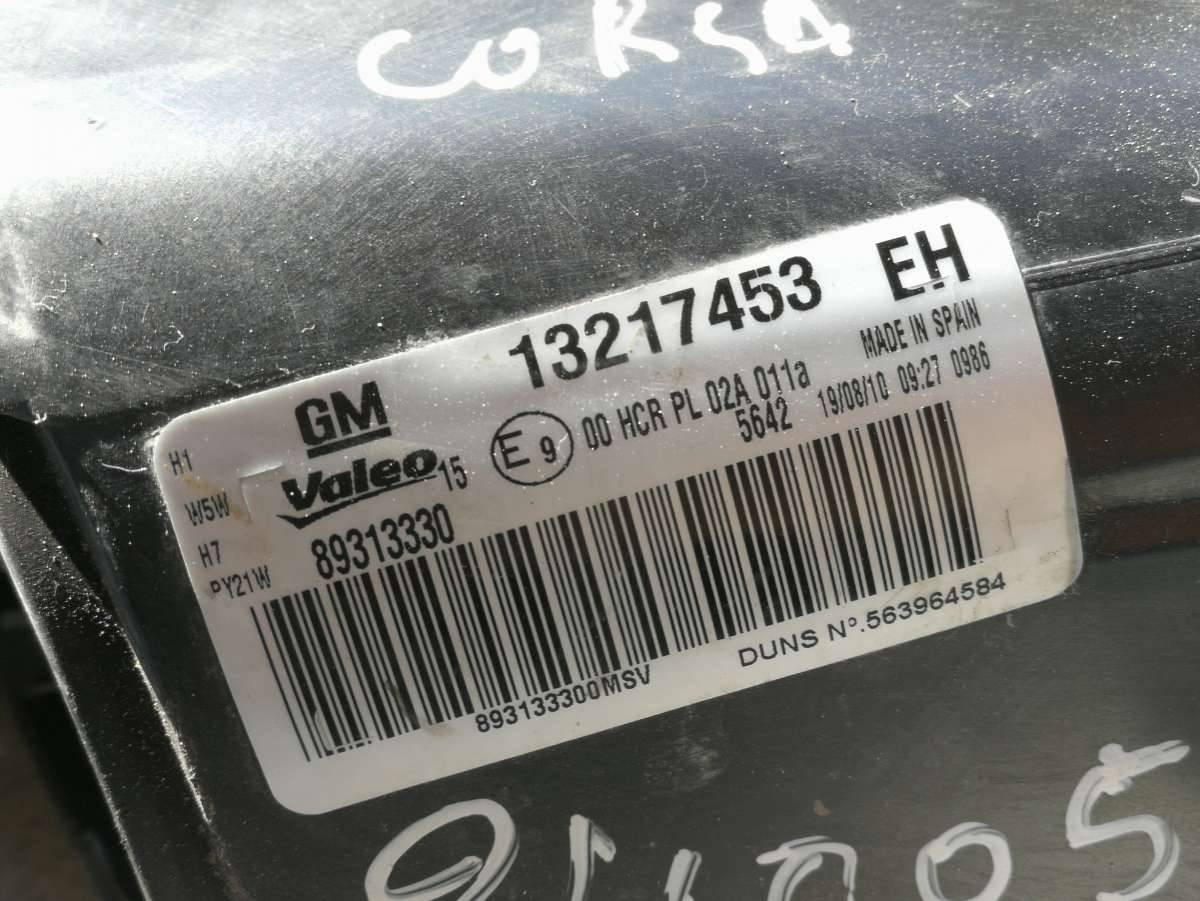 CORSA
13217453 EH
GM
Valeo 15
E9 00 HCR PL 02A 011a
5642
MADE IN SPAIN
19/08/10 09:27 0986
H1
W5W
H7
PY21W
89313330
893133300MSV
DUNS N°.563964584